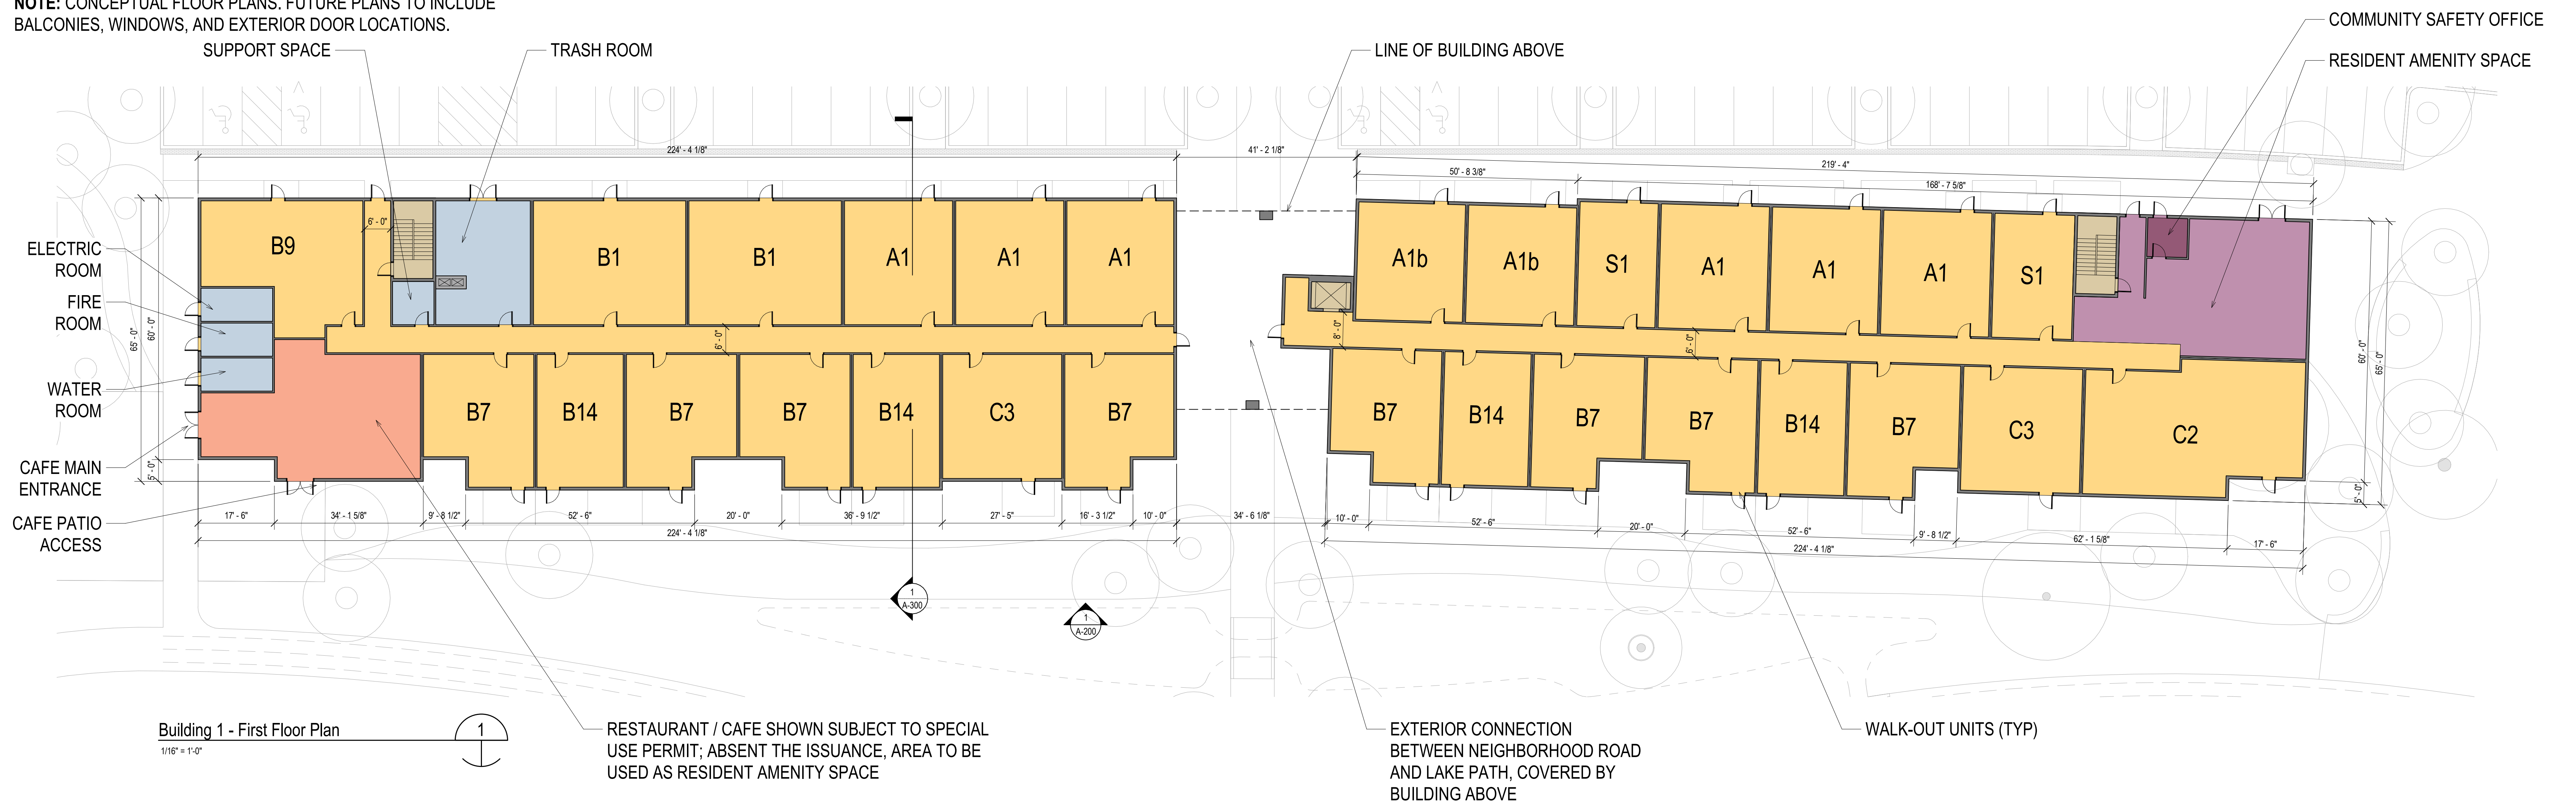 NOTE: CONCEPTUAL FLOOR PLANS. FUTURE PLANS TO INCLUDE
BALCONIES, WINDOWS, AND EXTERIOR DOOR LOCATIONS.
SUPPORT SPACE
TRASH ROOM
LINE OF BUILDING ABOVE
COMMUNITY SAFETY OFFICE
RESIDENT AMENITY SPACE
224' - 4 1/8"
41' - 2 1/8"
219' - 4"
50' - 8 3/8"
168' - 7 5/8"
6' - 0"
B9
B1
B1
A1
A1
A1
A1b
A1b
S1
A1
A1
A1
S1
ELECTRIC
ROOM
FIRE
ROOM
WATER
ROOM
CAFE MAIN
ENTRANCE
CAFE PATIO
ACCESS
65' - 0"
60' - 0"
5' - 0"
6' - 0"
8' - 0"
6' - 0"
60' - 0"
65' - 0"
5' - 0"
B7
B14
B7
B7
B14
C3
B7
B7
B14
B7
B7
B14
B7
C3
C2
17' - 6"
34' - 1 5/8"
9' - 8 1/2"
52' - 6"
20' - 0"
36' - 9 1/2"
27' - 5"
16' - 3 1/2"
10' - 0"
34' - 6 1/8"
10' - 0"
52' - 6"
20' - 0"
52' - 6"
9' - 8 1/2"
62' - 1 5/8"
17' - 6"
224' - 4 1/8"
224' - 4 1/8"
1
A-300
1
A-200
Building 1 - First Floor Plan
1/16" = 1'-0"
1
RESTAURANT / CAFE SHOWN SUBJECT TO SPECIAL
USE PERMIT; ABSENT THE ISSUANCE, AREA TO BE
USED AS RESIDENT AMENITY SPACE
EXTERIOR CONNECTION
BETWEEN NEIGHBORHOOD ROAD
AND LAKE PATH, COVERED BY
BUILDING ABOVE
WALK-OUT UNITS (TYP)